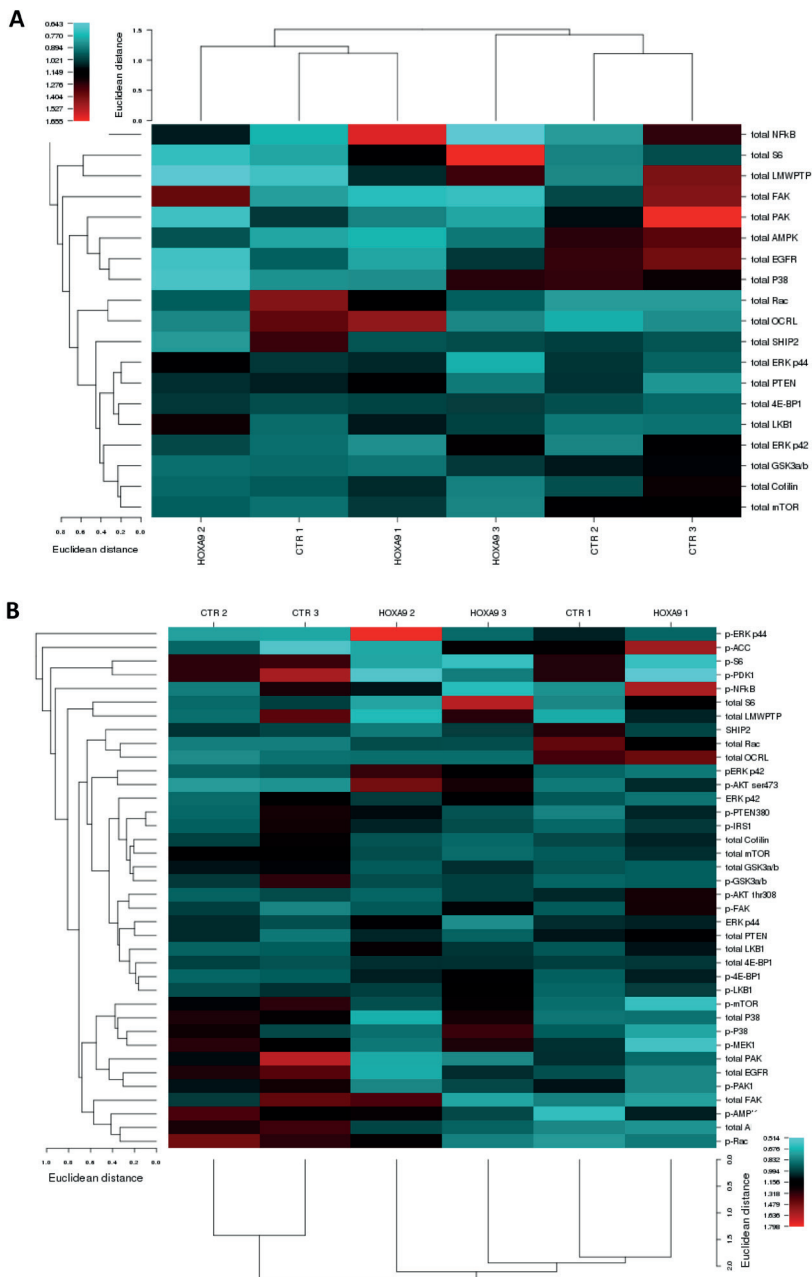 A
0.643
0.770
0.894
1.021
1.149
1.276
1.404
1.527
1.655
Euclidean distance
1.5
1.0
0.5
0.0
total NFkB
total S6
total LMWPTP
total FAK
total PAK
total AMPK
total EGFR
total P38
total Rac
total OCRL
total SHIP2
total ERK p44
total PTEN
total 4E-BP1
total LKB1
total ERK p42
total GSK3a/b
total Cofilin
total mTOR
0.8
0.6
0.4
0.2
0.0
Euclidean distance
HOXA9 2
CTR 1
HOXA9 1
HOXA9 3
CTR 2
CTR 3
B
CTR 2
CTR 3
HOXA9 2
HOXA9 3
CTR 1
HOXA9 1
p-ERK p44
p-ACC
p-S6
p-PDK1
p-NFkB
total S6
total LMWPTP
SHIP2
total Rac
total OCRL
pERK p42
p-AKT ser473
ERK p42
p-PTEN380
p-IRS1
total Cofilin
total mTOR
total GSK3a/b
p-GSK3a/b
p-AKT thr308
p-FAK
ERK p44
total PTEN
total LKB1
total 4E-BP1
p-4E-BP1
p-LKB1
p-mTOR
total P38
p-P38
p-MEK1
total PAK
total EGFR
p-PAK1
total FAK
p-AMP
total A
p-Rac
1.0
0.8
0.6
0.4
0.2
0.0
Euclidean distance
0.0
0.5
1.0
1.5
2.0
Euclidean distance
0.514
0.676
0.832
0.994
1.156
1.318
1.479
1.636
1.798